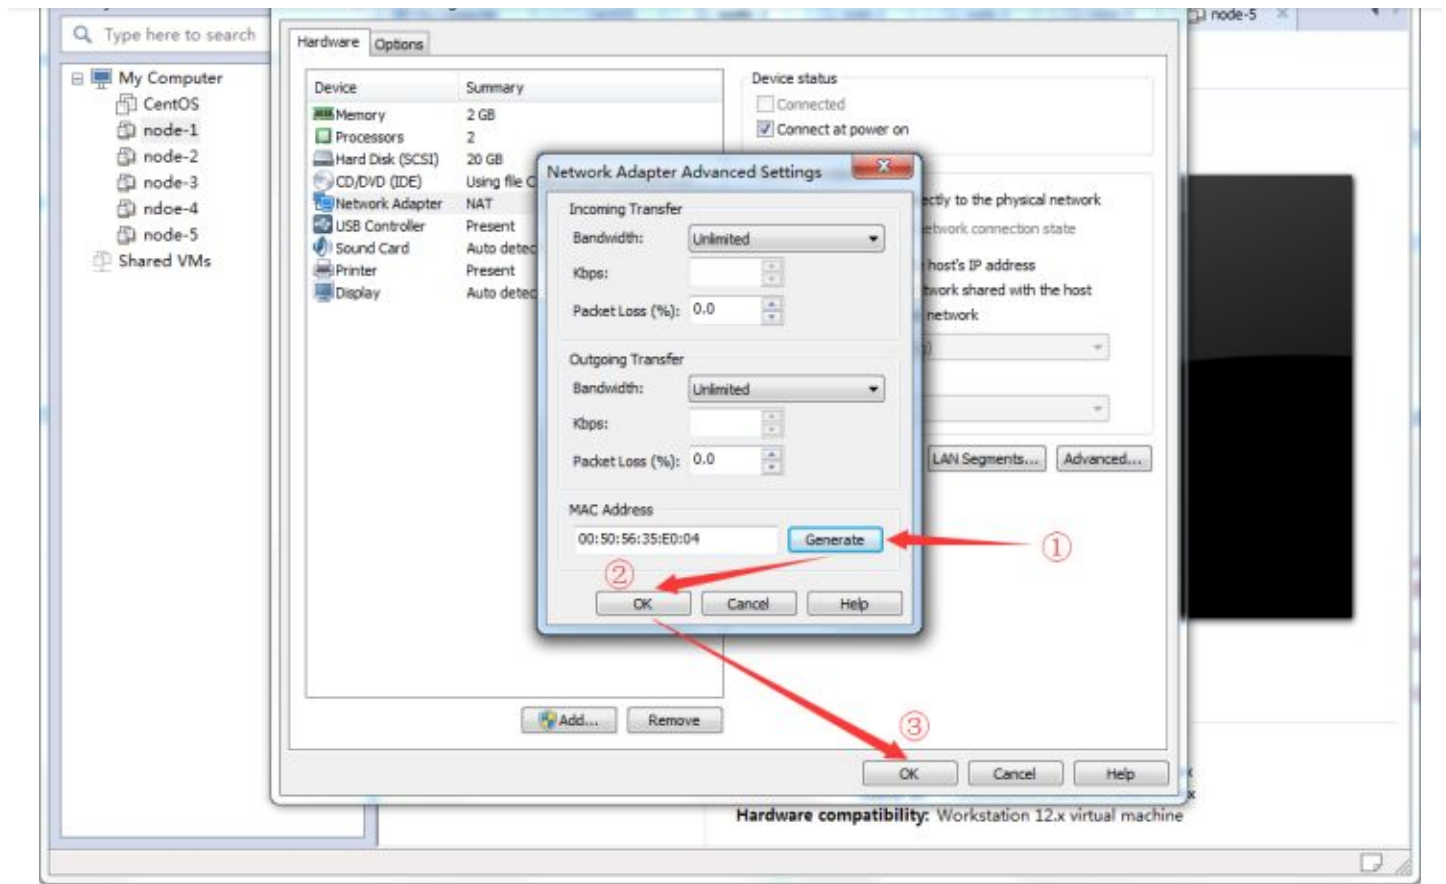 node-5
Type here to search
Hardware
Options
My Computer
CentOS
node-1
node-2
node-3
ndoe-4
node-5
Shared VMs
Device Summary
Memory 2 GB
Processors 2
Hard Disk (SCSI) 20 GB
CD/DVD (IDE) Using file C
Network Adapter NAT
USB Controller Present
Sound Card Auto detec
Printer Present
Display Auto detec
Device status
Connected
Connect at power on
ectly to the physical network
etwork connection state
host's IP address
twork shared with the host
network
LAN Segments... Advanced...
Network Adapter Advanced Settings
Incoming Transfer
Bandwidth: Unlimited
Kbps:
Packet Loss (%): 0.0
Outgoing Transfer
Bandwidth: Unlimited
Kbps:
Packet Loss (%): 0.0
MAC Address
00:50:56:35:E0:04 Generate
①
②
OK Cancel Help
③
Add... Remove
OK Cancel Help
Hardware compatibility: Workstation 12.x virtual machine